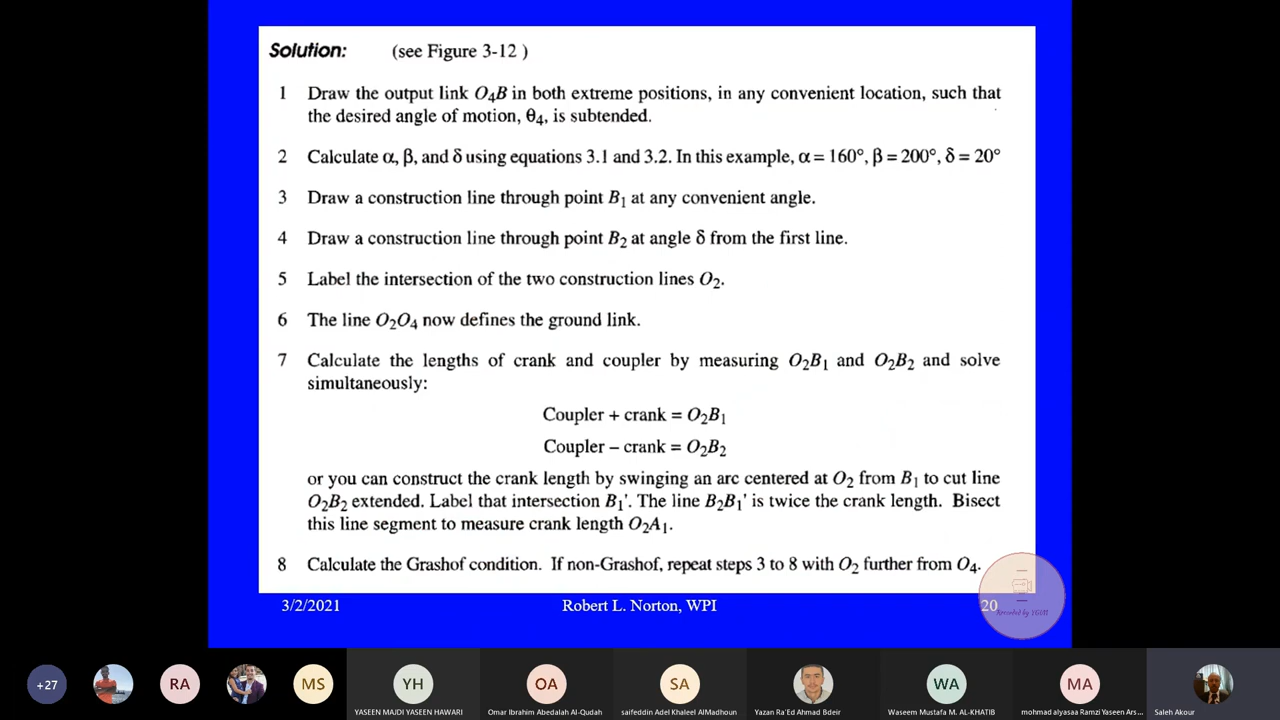 Solution: (see Figure 3-12 )
1 Draw the output link O₄B in both extreme positions, in any convenient location, such that
the desired angle of motion, θ₄, is subtended.
2 Calculate α, β, and δ using equations 3.1 and 3.2. In this example, α = 160°, β = 200°, δ = 20°
3 Draw a construction line through point B₁ at any convenient angle.
4 Draw a construction line through point B₂ at angle δ from the first line.
5 Label the intersection of the two construction lines O₂.
6 The line O₂O₄ now defines the ground link.
7 Calculate the lengths of crank and coupler by measuring O₂B₁ and O₂B₂ and solve
simultaneously:
Coupler + crank = O₂B₁
Coupler – crank = O₂B₂
or you can construct the crank length by swinging an arc centered at O₂ from B₁ to cut line
O₂B₂ extended. Label that intersection B₁'. The line B₂B₁' is twice the crank length. Bisect
this line segment to measure crank length O₂A₁.
8 Calculate the Grashof condition. If non-Grashof, repeat steps 3 to 8 with O₂ further from O₄.
3/2/2021 Robert L. Norton, WPI 20
Recorded by YGUH
+27 RA MS YH OA SA WA MA
YASEEN MAJDI YASEEN HAWARI Omar Ibrahim Abedalah Al-Qudah saifeddin Adel Khaleel AlMadhoun Yazan Ra'Ed Ahmad Bdeir Waseem Mustafa M. AL-KHATIB mohmad alyasaa Ramzi Yaseen Ars... Saleh Akour